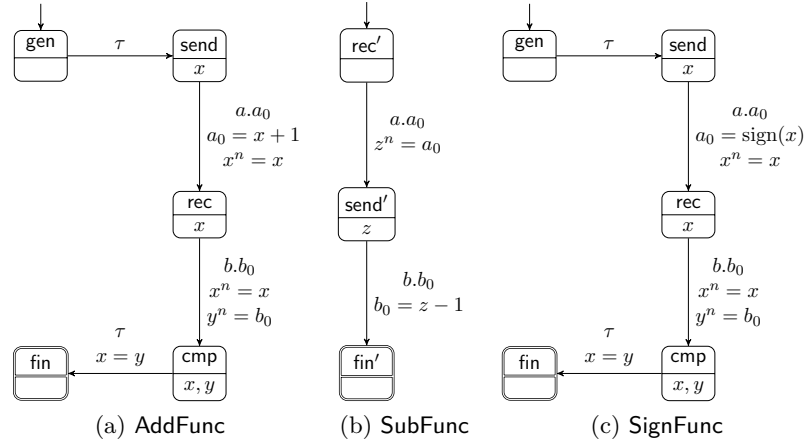 gen
τ
send
x
a.a₀
a₀ = x + 1
xⁿ = x
rec
x
b.b₀
xⁿ = x
yⁿ = b₀
τ
x = y
fin
cmp
x, y
(a) AddFunc
rec′
a.a₀
zⁿ = a₀
send′
z
b.b₀
b₀ = z − 1
fin′
(b) SubFunc
gen
τ
send
x
a.a₀
a₀ = sign(x)
xⁿ = x
rec
x
b.b₀
xⁿ = x
yⁿ = b₀
τ
x = y
fin
cmp
x, y
(c) SignFunc